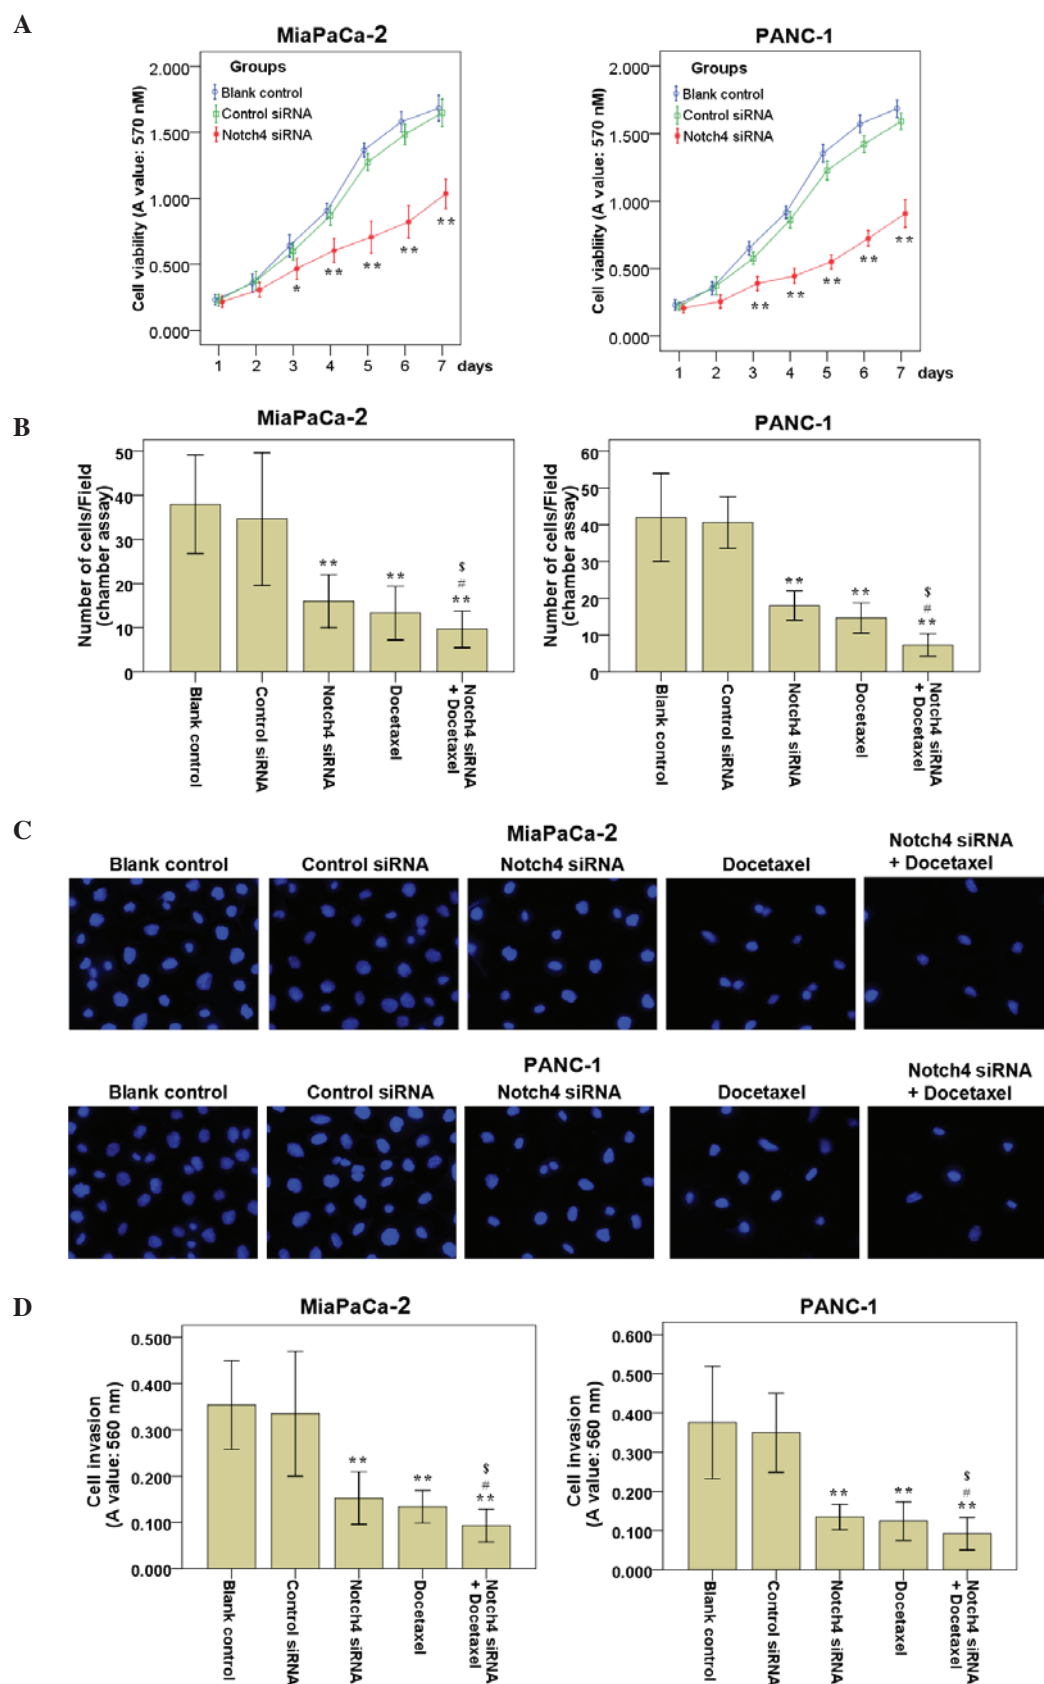 A
MiaPaCa-2
Cell viability (A value: 570 nM)
2.000
1.500
1.000
0.500
0.000
Groups
Blank control
Control siRNA
Notch4 siRNA
*
**
**
**
**
1 2 3 4 5 6 7 days
PANC-1
Cell viability (A value: 570 nM)
2.000
1.500
1.000
0.500
0.000
Groups
Blank control
Control siRNA
Notch4 siRNA
**
**
**
**
**
1 2 3 4 5 6 7 days
B
MiaPaCa-2
Number of cells/Field
(chamber assay)
50
40
30
20
10
0
**
**
$
#
**
Blank control
Control siRNA
Notch4 siRNA
Docetaxel
Notch4 siRNA
+ Docetaxel
PANC-1
Number of cells/Field
(chamber assay)
60
50
40
30
20
10
0
**
**
$
#
**
Blank control
Control siRNA
Notch4 siRNA
Docetaxel
Notch4 siRNA
+ Docetaxel
C
MiaPaCa-2
Blank control
Control siRNA
Notch4 siRNA
Docetaxel
Notch4 siRNA
+ Docetaxel
PANC-1
Blank control
Control siRNA
Notch4 siRNA
Docetaxel
Notch4 siRNA
+ Docetaxel
D
MiaPaCa-2
Cell invasion
(A value: 560 nm)
0.500
0.400
0.300
0.200
0.100
0.000
**
**
$
#
**
Blank control
Control siRNA
Notch4 siRNA
Docetaxel
Notch4 siRNA
+ Docetaxel
PANC-1
Cell invasion
(A value: 560 nm)
0.600
0.500
0.400
0.300
0.200
0.100
0.000
**
**
$
#
**
Blank control
Control siRNA
Notch4 siRNA
Docetaxel
Notch4 siRNA
+ Docetaxel